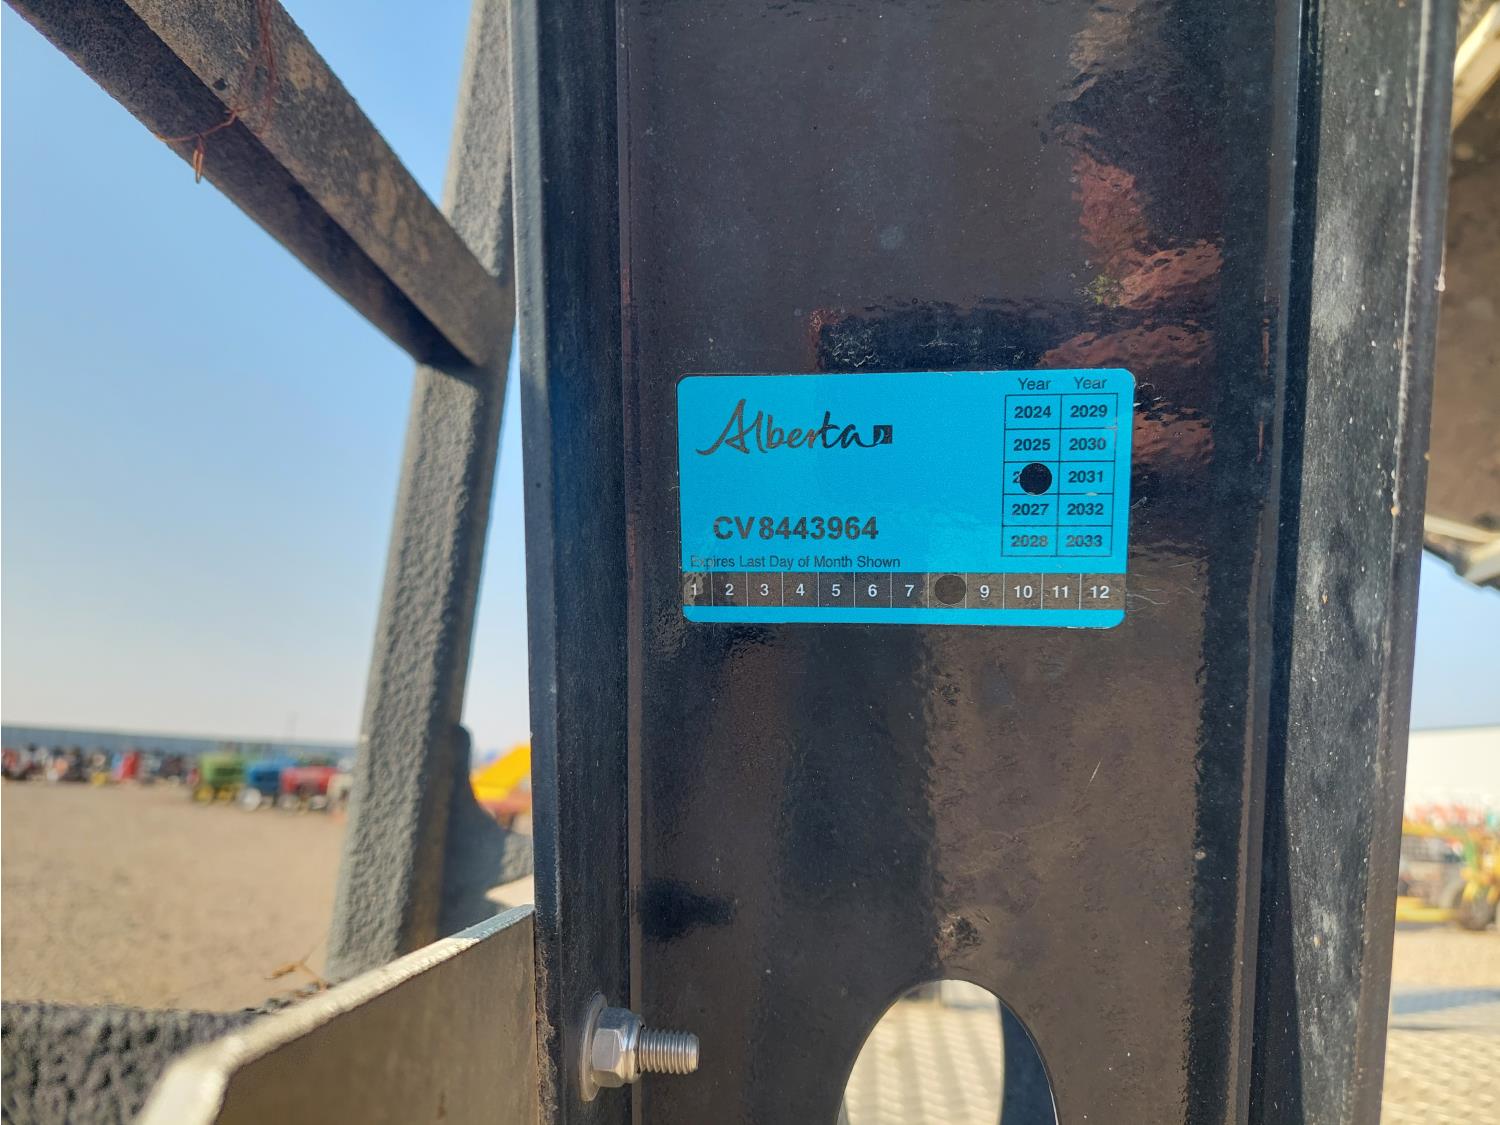 Alberta
Year Year
2024 2029
2025 2030
2031
2027 2032
2028 2033
CV8443964
Expires Last Day of Month Shown
1 2 3 4 5 6 7 9 10 11 12